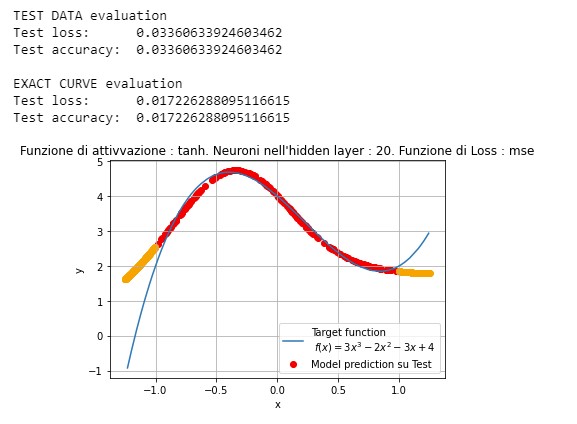 TEST DATA evaluation
Test loss: 0.03360633924603462
Test accuracy: 0.03360633924603462
EXACT CURVE evaluation
Test loss: 0.017226288095116615
Test accuracy: 0.017226288095116615
Funzione di attivvazione : tanh. Neuroni nell'hidden layer : 20. Funzione di Loss : mse
5
4
3
2
1
0
−1
y
Target function
f(x) = 3x³ − 2x² − 3x + 4
Model prediction su Test
−1.0 −0.5 0.0 0.5 1.0
x